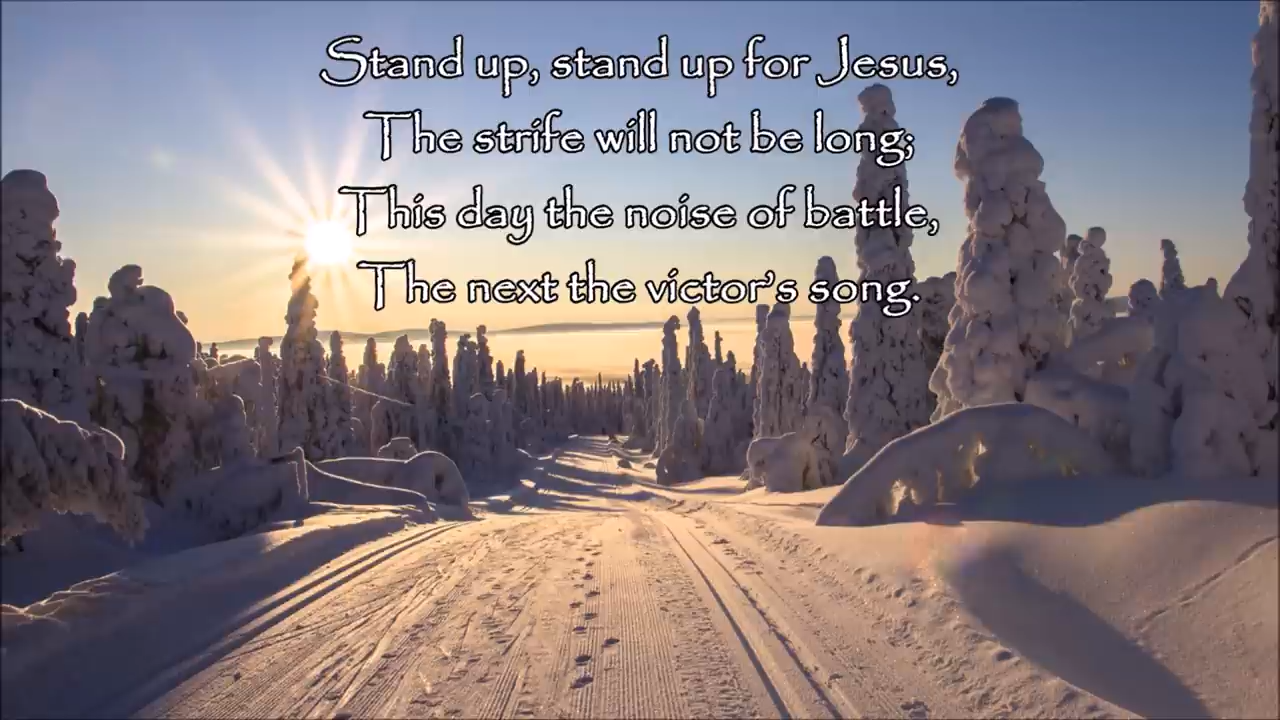 Stand up, stand up for Jesus,
The strife will not be long;
This day the noise of battle,
The next the victor's song.